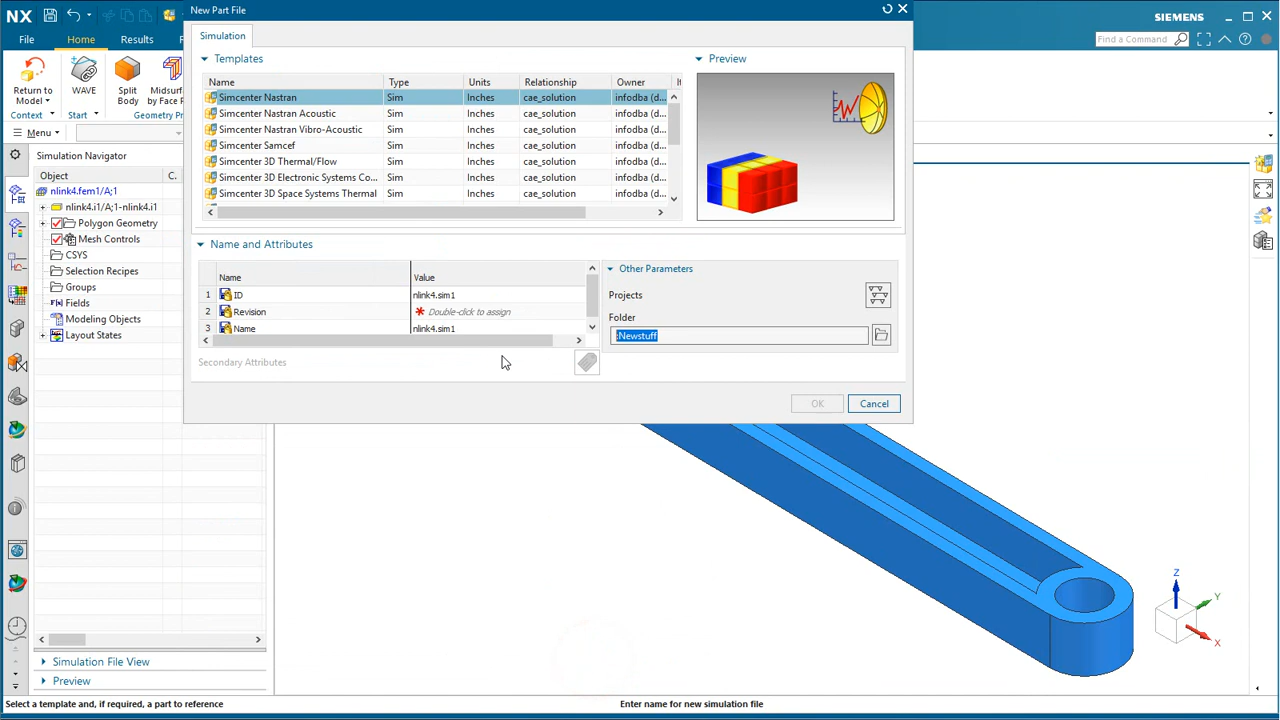 NX
New Part File
SIEMENS
File
Home
Results
Find a Command
Return to
Model
Context
WAVE
Start
Split
Body
Midsurf
by Face P
Geometry Pr
Menu
Simulation Navigator
Object
C.
nlink4.fem1/A;1
nlink4.i1/A;1-nlink4.i1
Polygon Geometry
Mesh Controls
CSYS
Selection Recipes
Groups
Fields
Modeling Objects
Layout States
Simulation File View
Preview
Simulation
Templates
Name Type Units Relationship Owner It
Simcenter Nastran Sim Inches cae_solution infodba (d...
Simcenter Nastran Acoustic Sim Inches cae_solution infodba (d...
Simcenter Nastran Vibro-Acoustic Sim Inches cae_solution infodba (d...
Simcenter Samcef Sim Inches cae_solution infodba (d...
Simcenter 3D Thermal/Flow Sim Inches cae_solution infodba (d...
Simcenter 3D Electronic Systems Co... Sim Inches cae_solution infodba (d...
Simcenter 3D Space Systems Thermal Sim Inches cae_solution infodba (d...
Preview
Name and Attributes
Name Value
1 ID nlink4.sim1
2 Revision * Double-click to assign
3 Name nlink4.sim1
Secondary Attributes
Other Parameters
Projects
Folder
:Newstuff
OK
Cancel
Z
Y
X
Select a template and, if required, a part to reference
Enter name for new simulation file